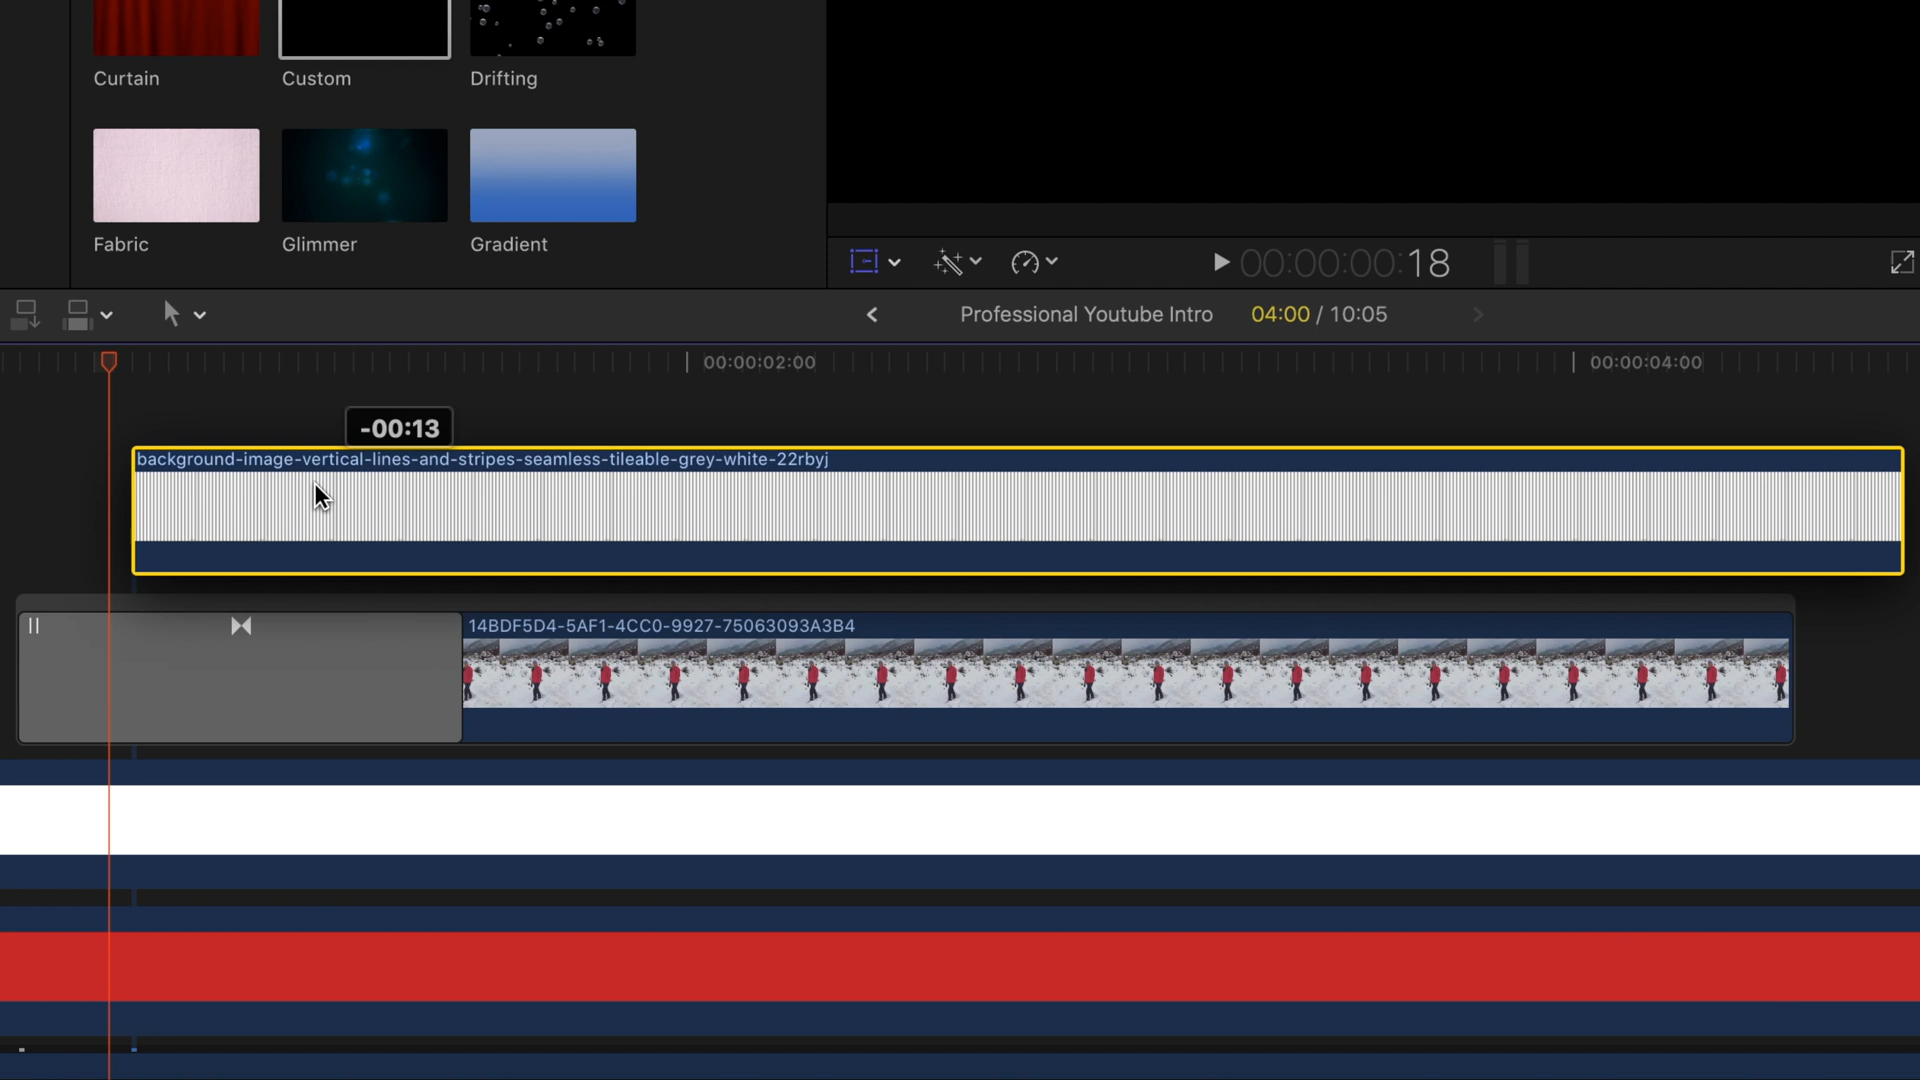 Curtain
Custom
Drifting
Fabric
Glimmer
Gradient
00:00:00:18
Professional Youtube Intro
04:00 / 10:05
00:00:02:00
00:00:04:00
-00:13
background-image-vertical-lines-and-stripes-seamless-tileable-grey-white-22rbyj
14BDF5D4-5AF1-4CC0-9927-75063093A3B4